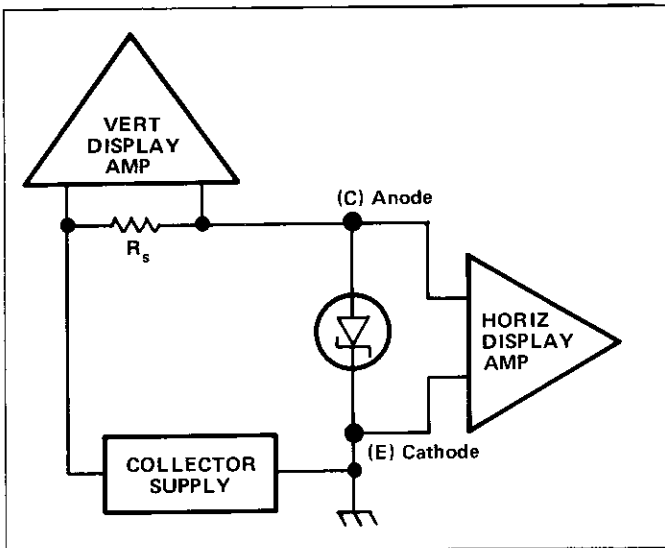 VERT
DISPLAY
AMP
(C) Anode
Rs
HORIZ
DISPLAY
AMP
(E) Cathode
COLLECTOR
SUPPLY